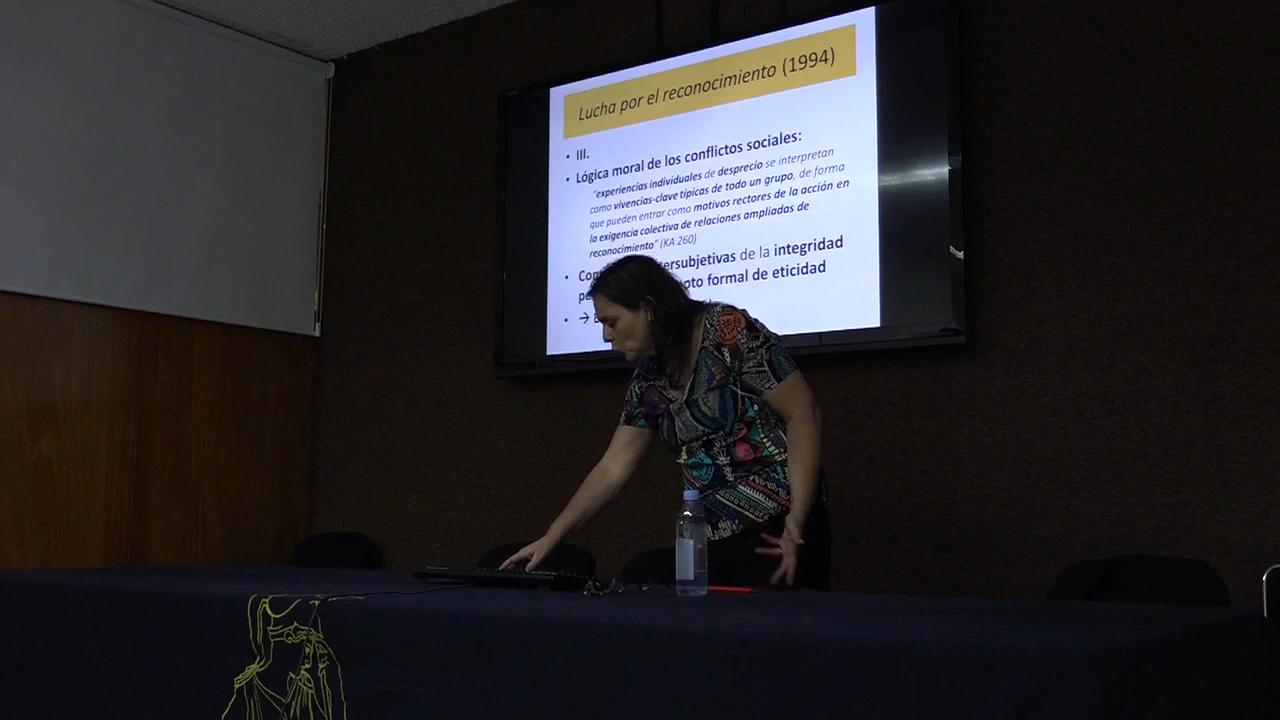 Lucha por el reconocimiento (1994)
• III.
• Lógica moral de los conflictos sociales:
"experiencias individuales de desprecio se interpretan
como vivencias-clave típicas de todo un grupo, de forma
que pueden entrar como motivos rectores de la acción en
la exigencia colectiva de relaciones ampliadas de
reconocimiento" (KA 260)
• de la integridad
• formal de eticidad
• →